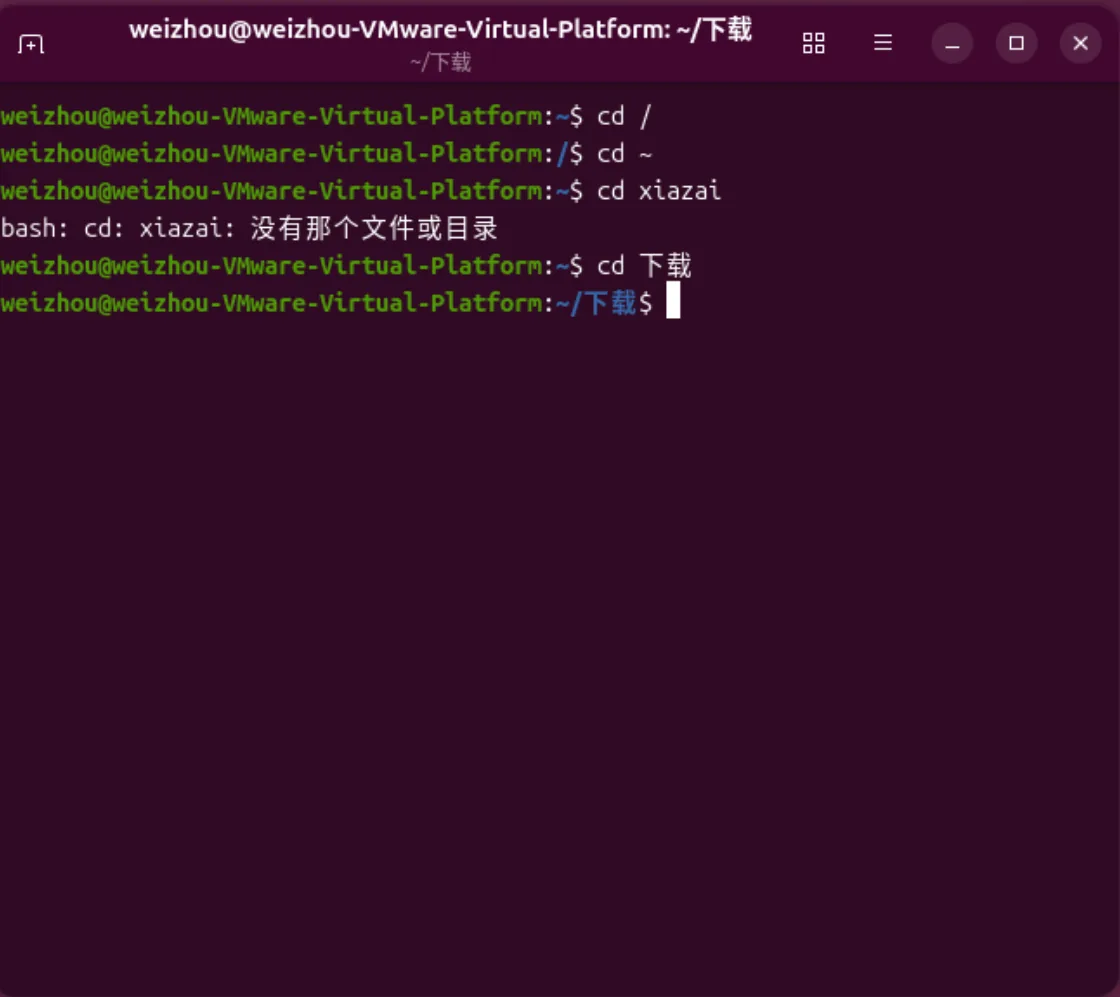 weizhou@weizhou-VMware-Virtual-Platform: ~/下载
~/下载
weizhou@weizhou-VMware-Virtual-Platform:~$ cd /
weizhou@weizhou-VMware-Virtual-Platform:/$ cd ~
weizhou@weizhou-VMware-Virtual-Platform:~$ cd xiazai
bash: cd: xiazai: 没有那个文件或目录
weizhou@weizhou-VMware-Virtual-Platform:~$ cd 下载
weizhou@weizhou-VMware-Virtual-Platform:~/下载$